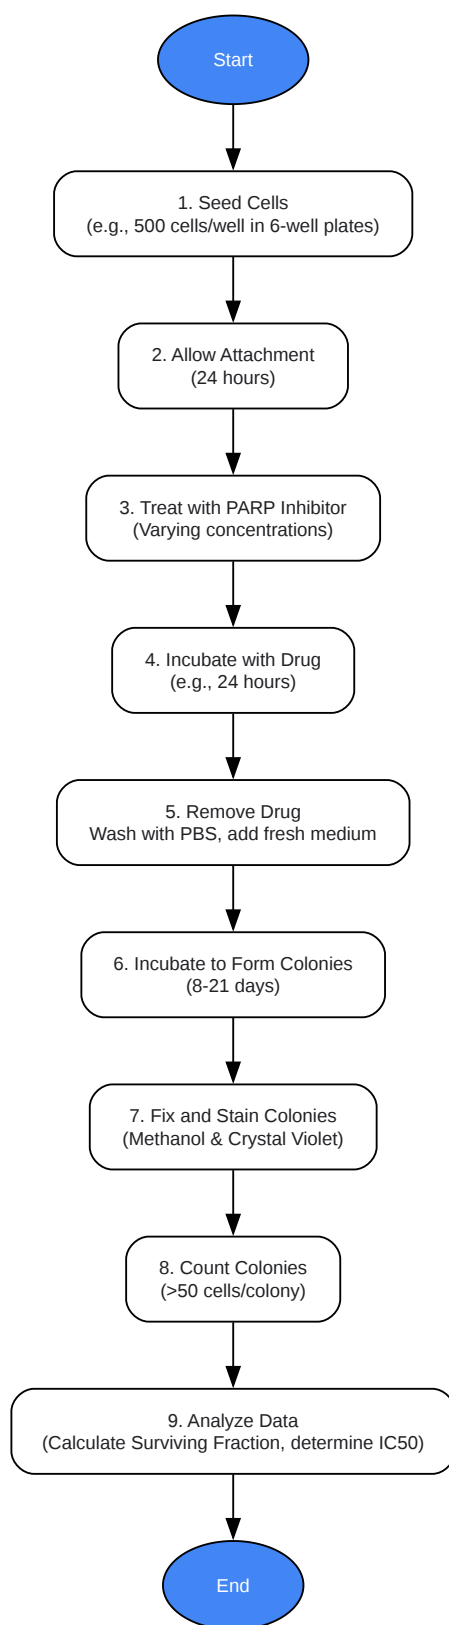 Start
1. Seed Cells
(e.g., 500 cells/well in 6-well plates)
2. Allow Attachment
(24 hours)
3. Treat with PARP Inhibitor
(Varying concentrations)
4. Incubate with Drug
(e.g., 24 hours)
5. Remove Drug
Wash with PBS, add fresh medium
6. Incubate to Form Colonies
(8-21 days)
7. Fix and Stain Colonies
(Methanol & Crystal Violet)
8. Count Colonies
(>50 cells/colony)
9. Analyze Data
(Calculate Surviving Fraction, determine IC50)
End